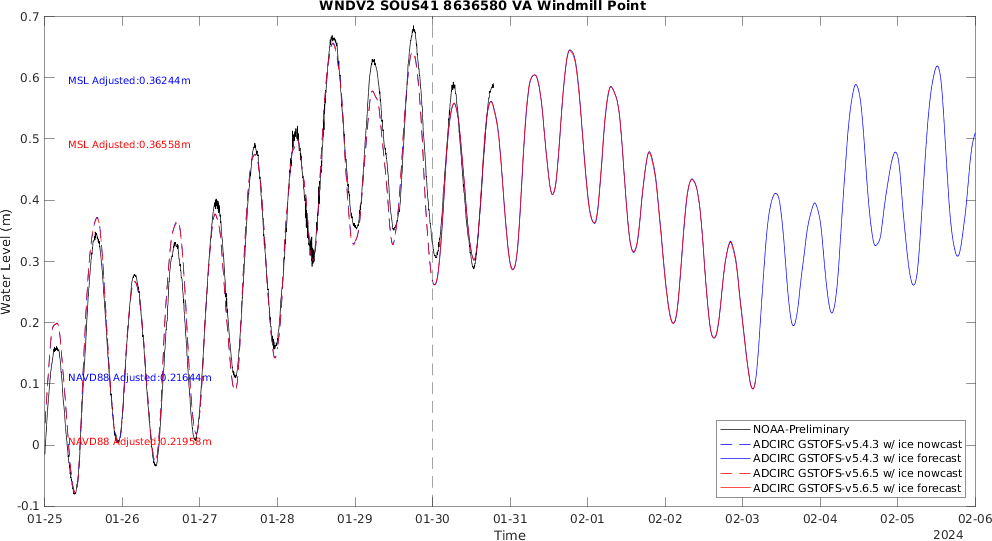 WNDV2 SOUS41 8636580 VA Windmill Point
0.7
0.6
0.5
0.4
0.3
0.2
0.1
0
-0.1
Water Level (m)
MSL Adjusted:0.36244m
MSL Adjusted:0.36558m
NAVD88 Adjusted:0.21644m
NAVD88 Adjusted:0.21958m
NOAA-Preliminary
ADCIRC GSTOFS-v5.4.3 w/ ice nowcast
ADCIRC GSTOFS-v5.4.3 w/ ice forecast
ADCIRC GSTOFS-v5.6.5 w/ ice nowcast
ADCIRC GSTOFS-v5.6.5 w/ ice forecast
01-25 01-26 01-27 01-28 01-29 01-30 01-31 02-01 02-02 02-03 02-04 02-05 02-06
Time
2024